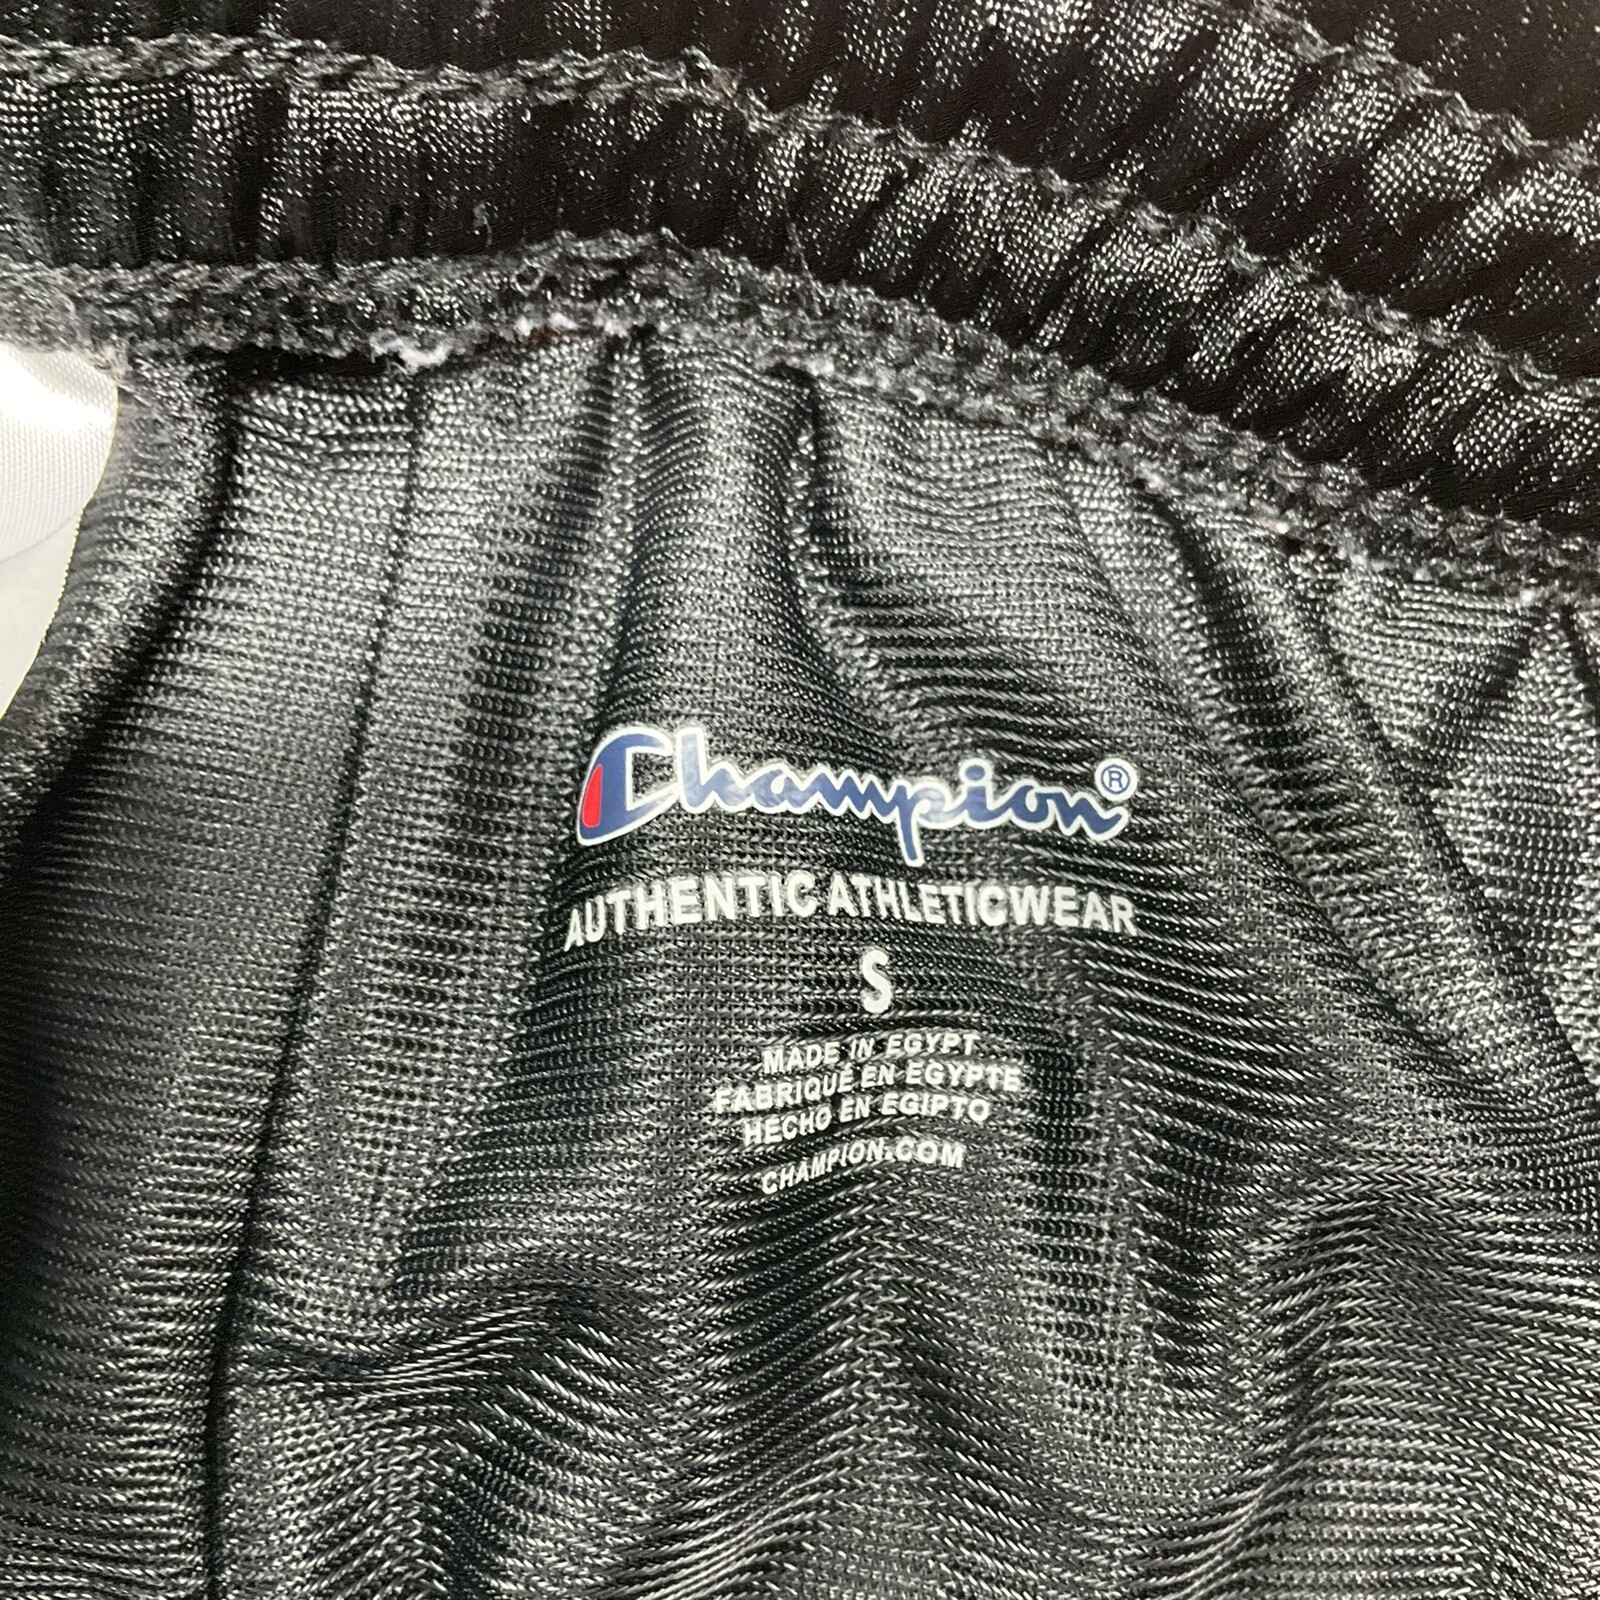 Champion®
AUTHENTIC ATHLETICWEAR
S
MADE IN EGYPT
FABRIQUÉ EN EGYPTE
HECHO EN EGIPTO
CHAMPION.COM